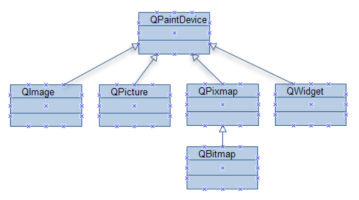 QPaintDevice
QImage
QPicture
QPixmap
QWidget
QBitmap